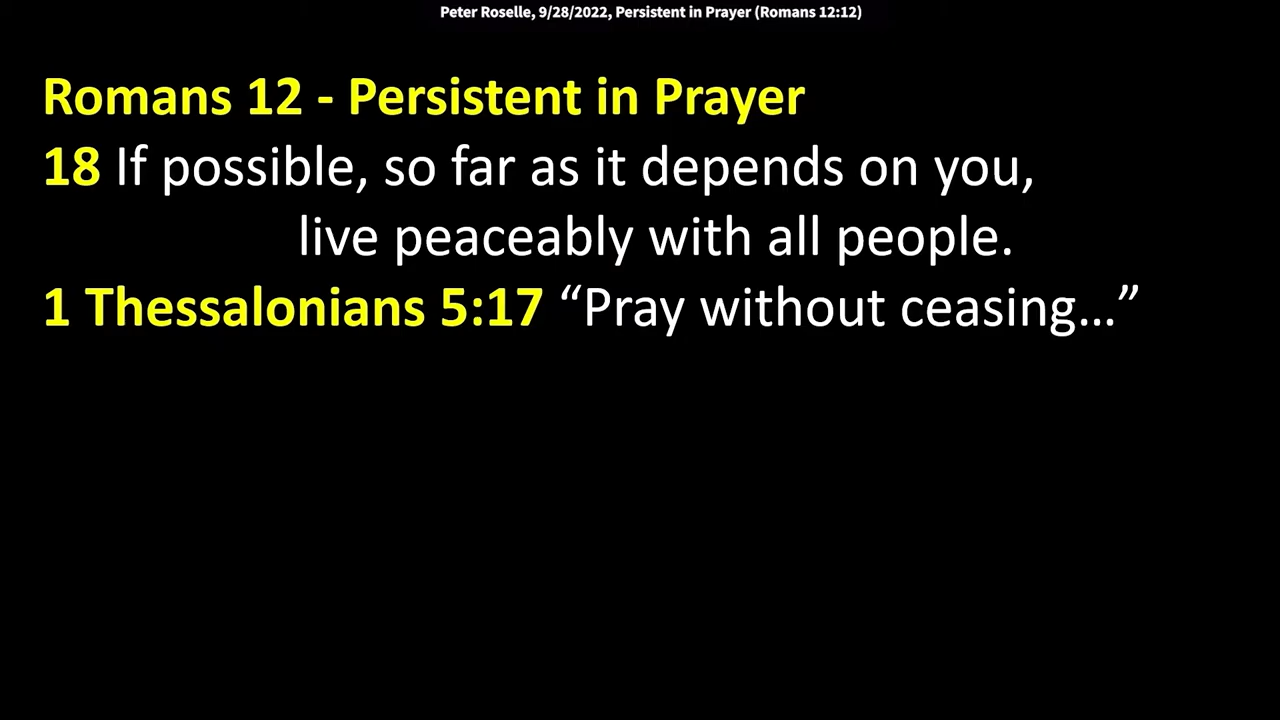 Peter Roselle, 9/28/2022, Persistent in Prayer (Romans 12:12)
Romans 12 - Persistent in Prayer
18 If possible, so far as it depends on you,
live peaceably with all people.
1 Thessalonians 5:17 “Pray without ceasing…”